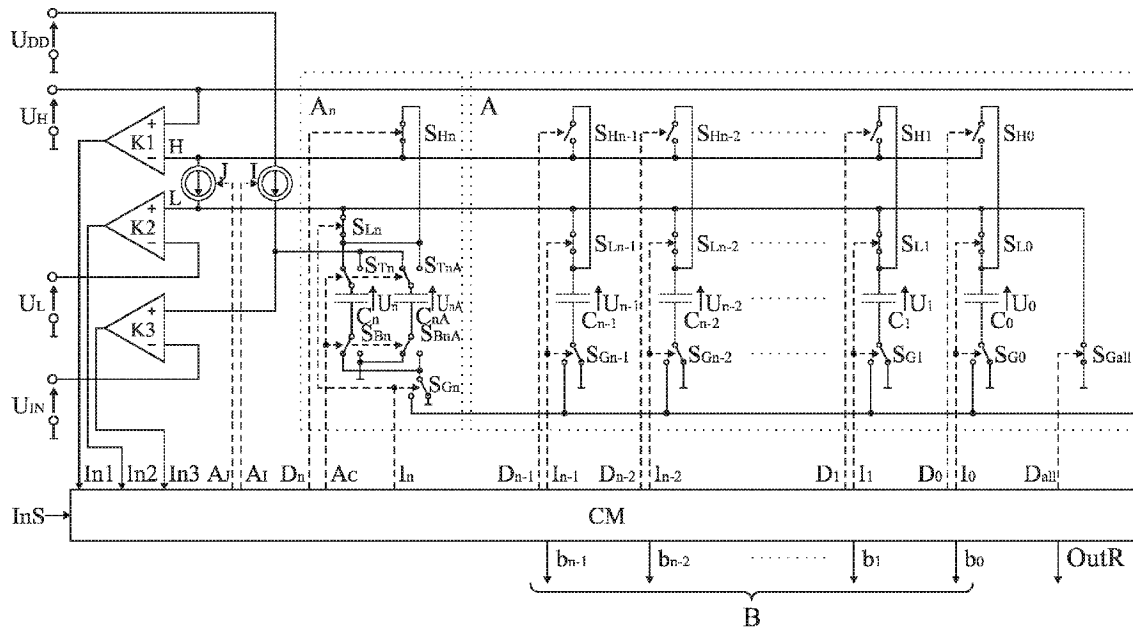 UDD
UH
An
A
K1
H
SHn
SHn-1
SHn-2
SH1
SH0
J
I
L
K2
SLn
SLn-1
SLn-2
SL1
SL0
STn
STnA
UL
Un
UnA
Un-1
Un-2
U1
U0
K3
Cn
CnA
Cn-1
Cn-2
C1
C0
SBn
SBnA
SGn-1
SGn-2
SG1
SG0
SGall
UIN
SGn
In1
In2
In3
AJ
AI
Dn
AC
In
Dn-1
In-1
Dn-2
In-2
D1
I1
D0
I0
Dall
InS
CM
bn-1
bn-2
b1
b0
OutR
B